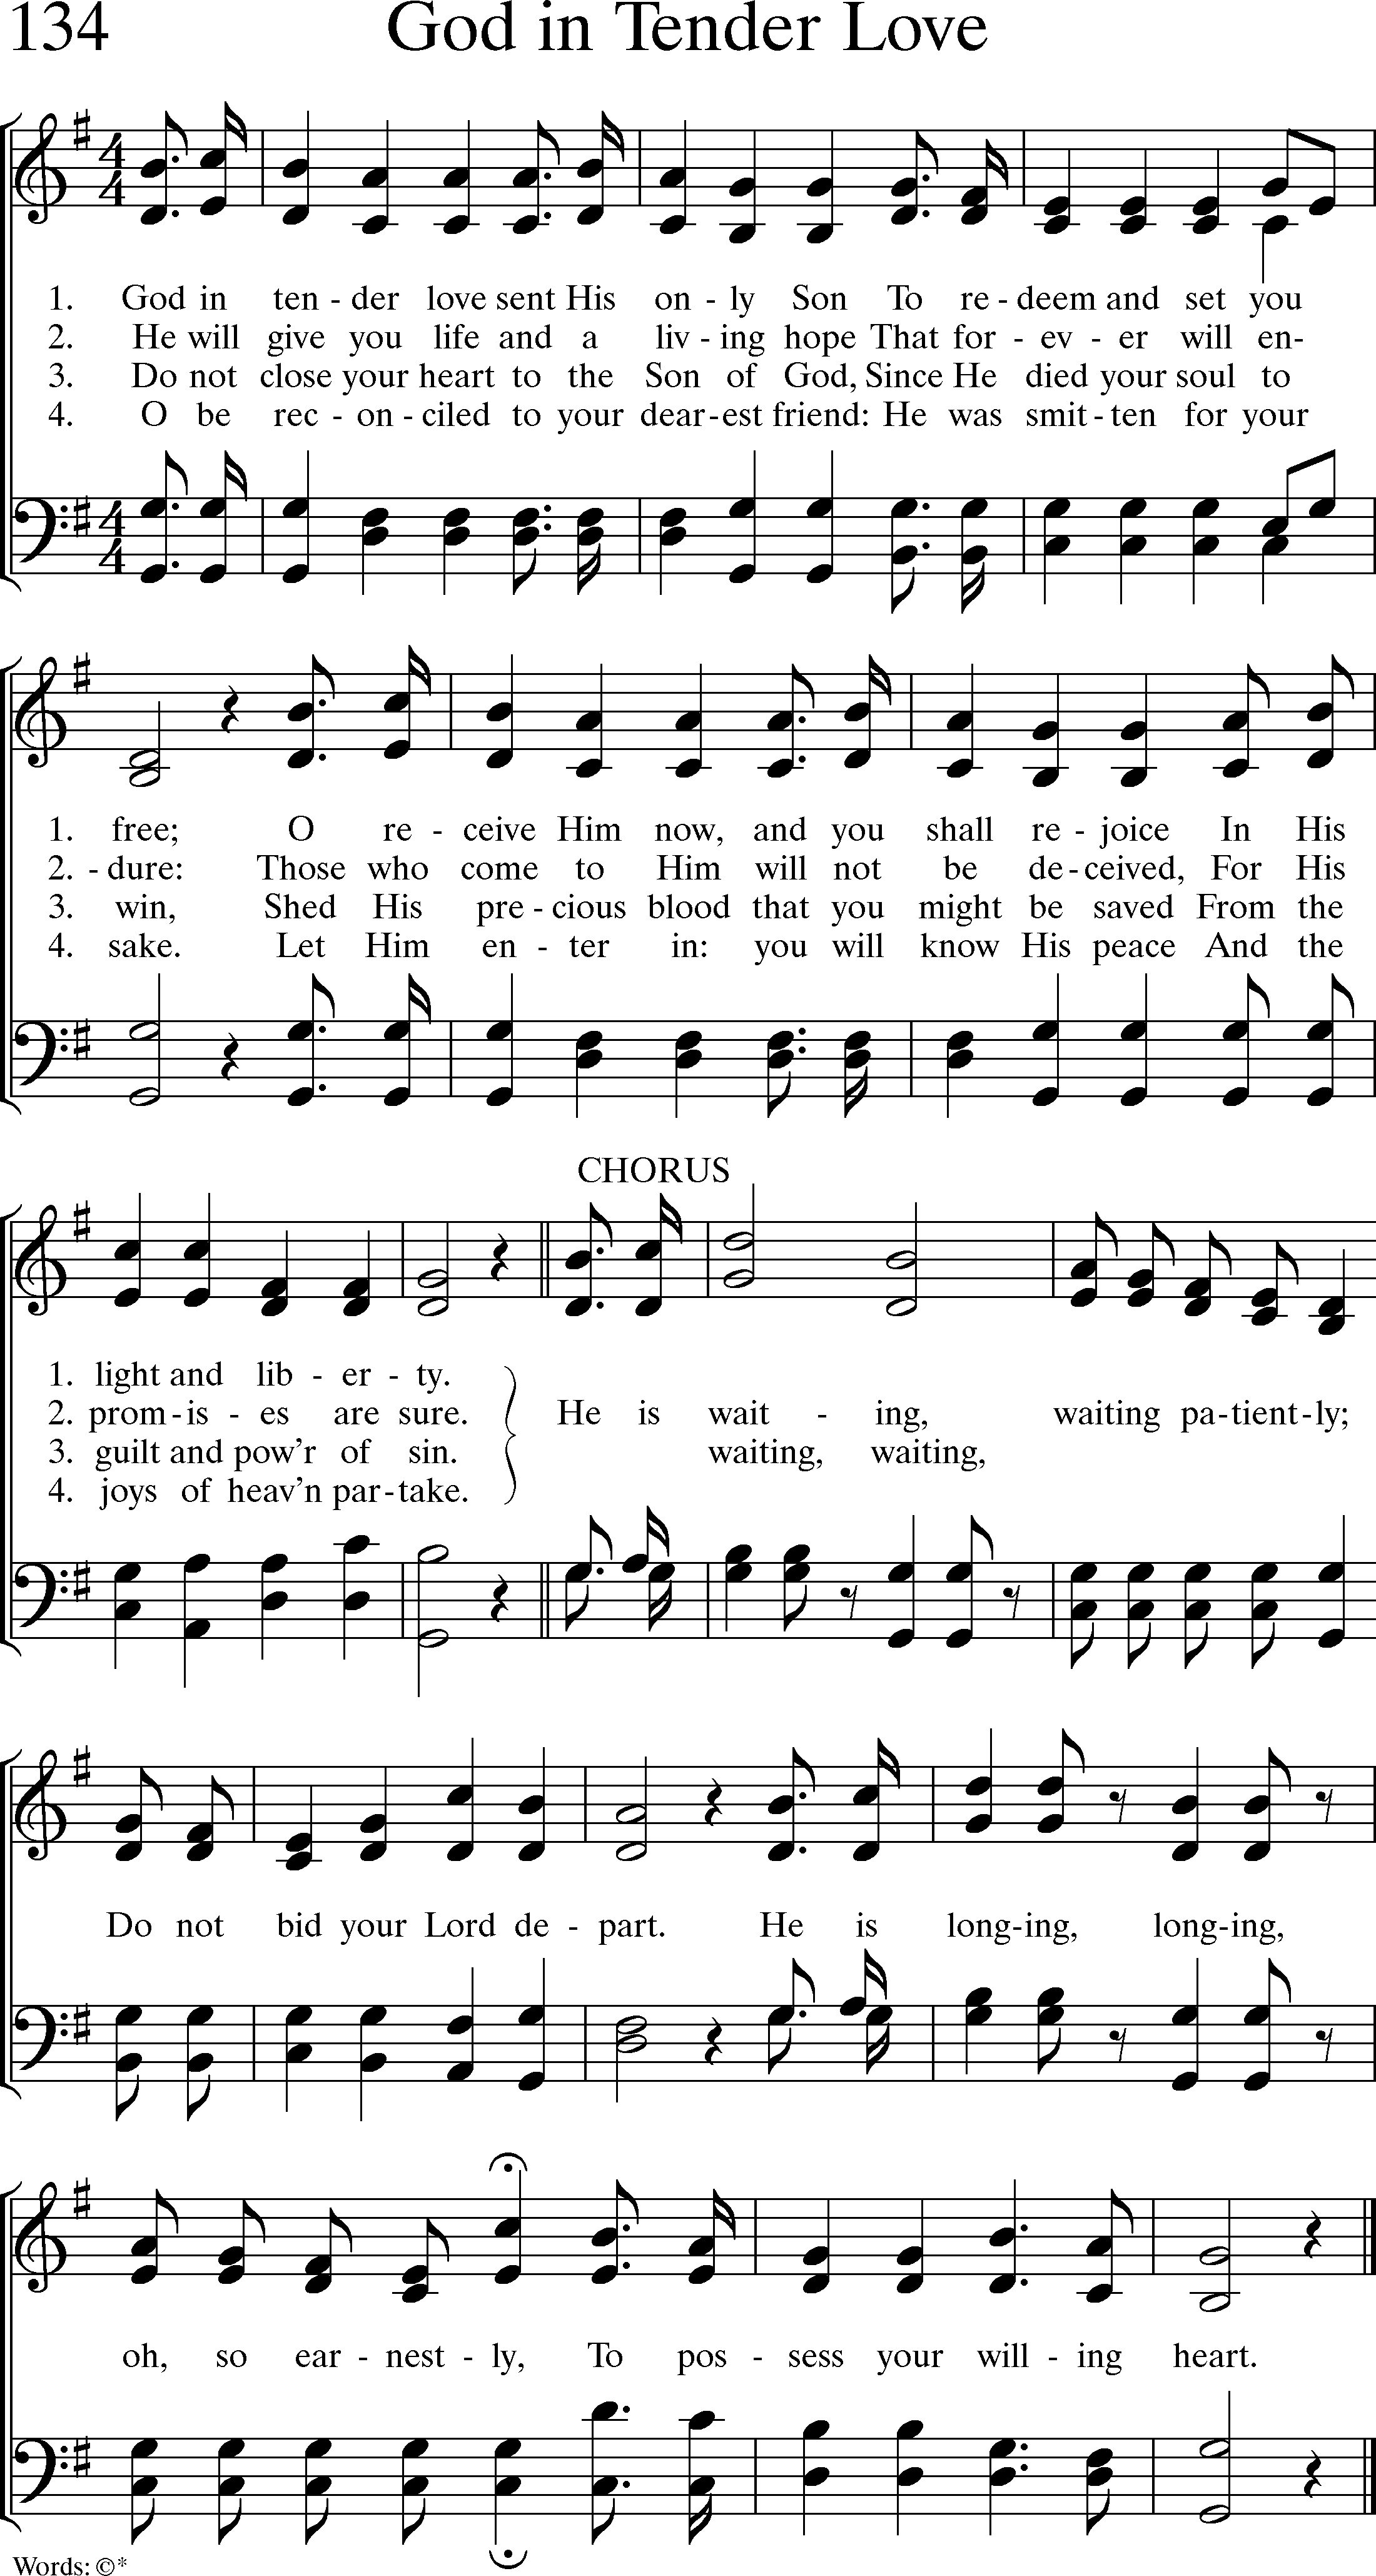 134 God in Tender Love
1. God in ten - der love sent His on - ly Son To re - deem and set you
2. He will give you life and a liv - ing hope That for - ev - er will en-
3. Do not close your heart to the Son of God, Since He died your soul to
4. O be rec - on - ciled to your dear - est friend: He was smit - ten for your
1. free; O re - ceive Him now, and you shall re - joice In His
2. - dure: Those who come to Him will not be de - ceived, For His
3. win, Shed His pre - cious blood that you might be saved From the
4. sake. Let Him en - ter in: you will know His peace And the
CHORUS
1. light and lib - er - ty.
2. prom - is - es are sure. He is wait - ing, waiting pa - tient - ly;
3. guilt and pow'r of sin. waiting, waiting,
4. joys of heav'n par - take.
Do not bid your Lord de - part. He is long - ing, long - ing,
oh, so ear - nest - ly, To pos - sess your will - ing heart.
Words: ©*